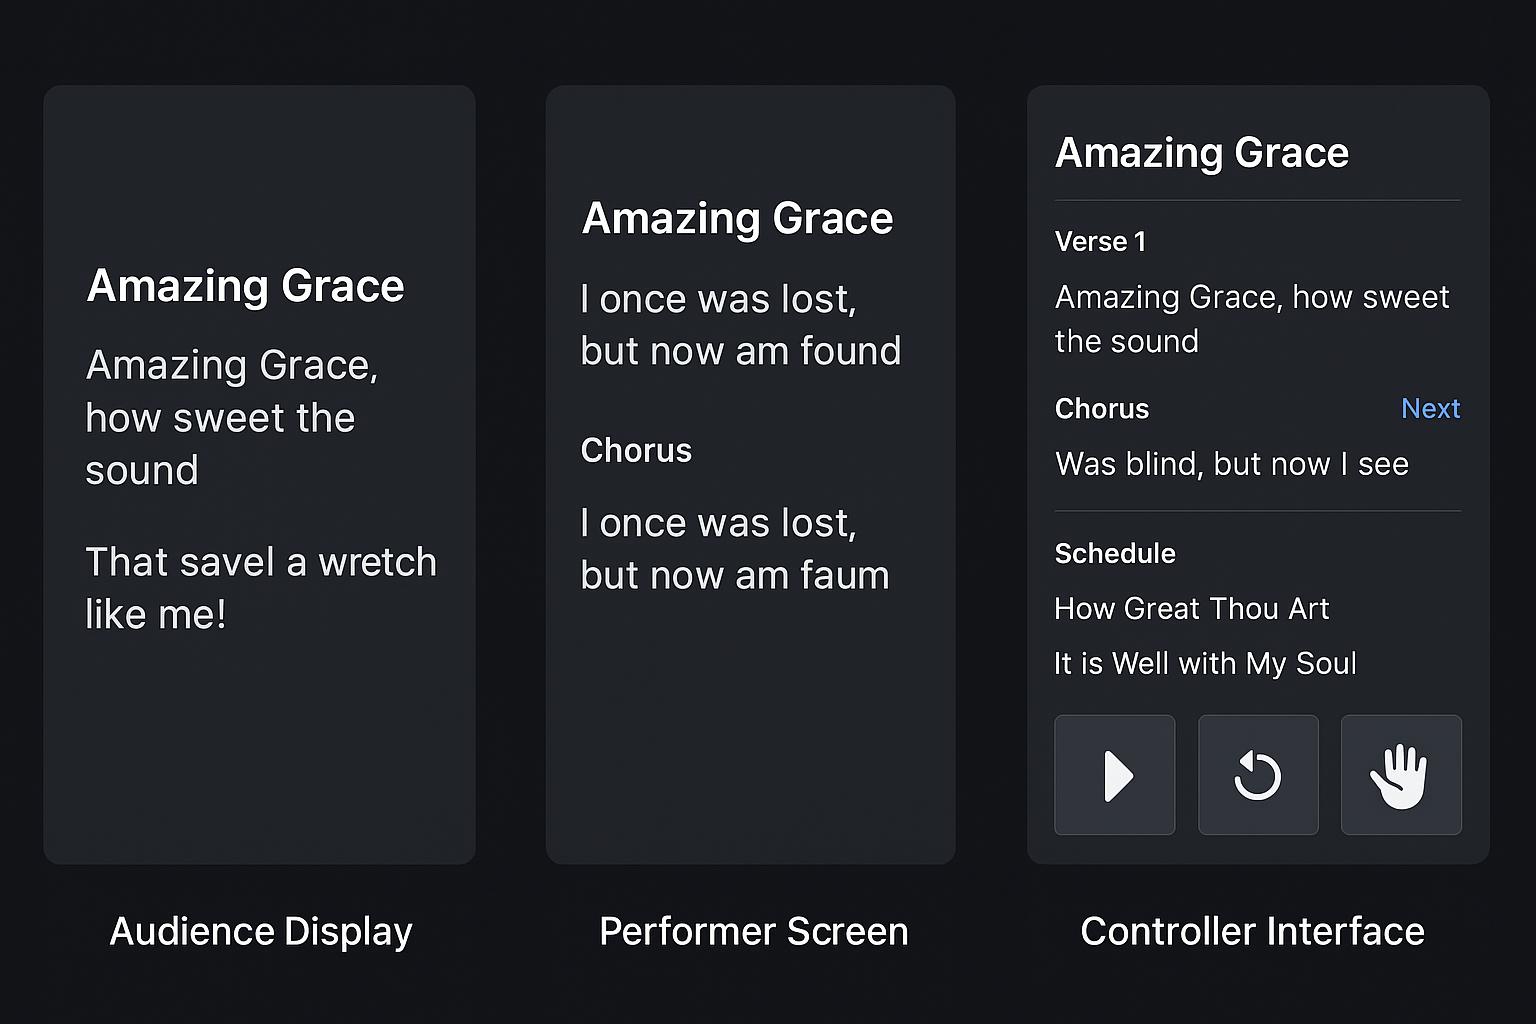 Amazing Grace
Amazing Grace,
how sweet the
sound
That savel a wretch
like me!
Audience Display
Amazing Grace
I once was lost,
but now am found
Chorus
I once was lost,
but now am faum
Performer Screen
Amazing Grace
Verse 1
Amazing Grace, how sweet
the sound
Chorus
Next
Was blind, but now I see
Schedule
How Great Thou Art
It is Well with My Soul
Controller Interface